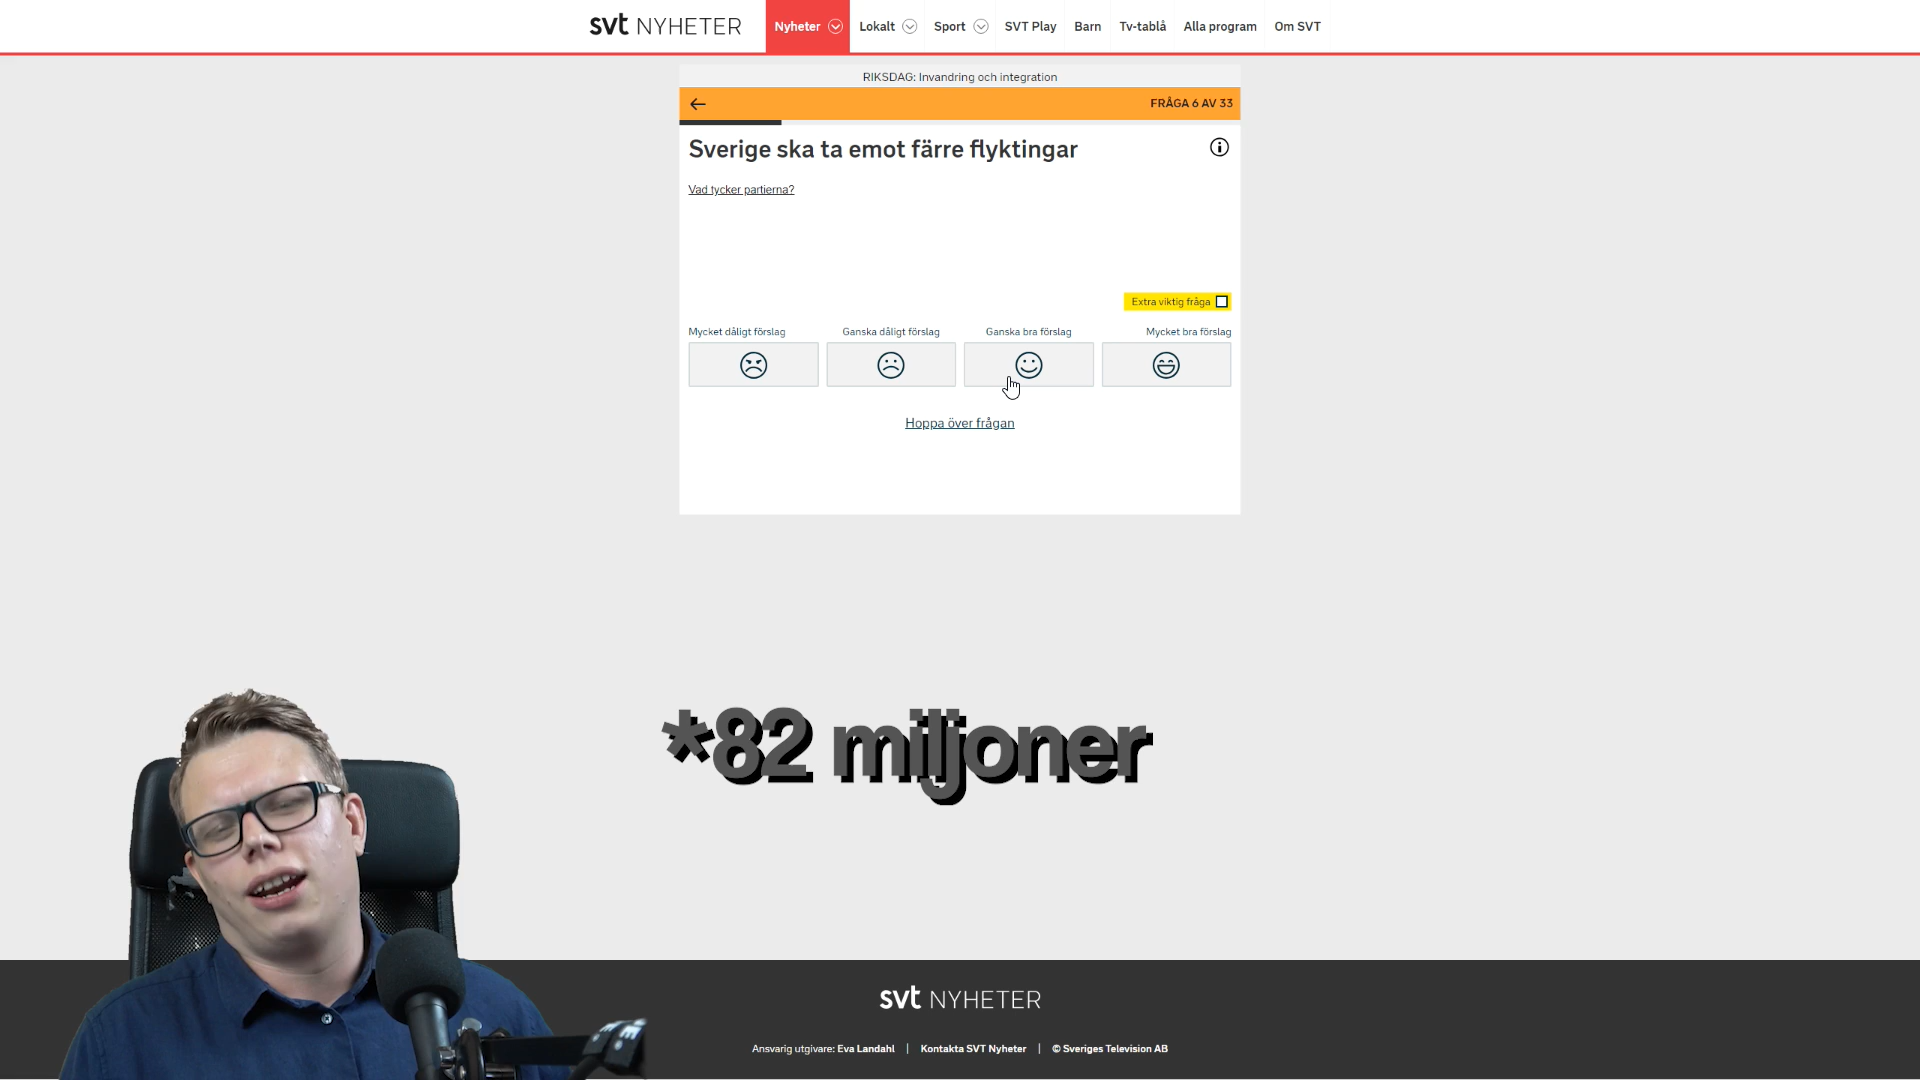 svt NYHETER
Nyheter
Lokalt
Sport
SVT Play
Barn
Tv-tablå
Alla program
Om SVT
RIKSDAG: Invandring och integration
FRÅGA 6 AV 33
Sverige ska ta emot färre flyktingar
Vad tycker partierna?
Extra viktig fråga
Mycket dåligt förslag
Ganska dåligt förslag
Ganska bra förslag
Mycket bra förslag
Hoppa över frågan
*82 miljoner
svt NYHETER
Ansvarig utgivare: Eva Landahl | Kontakta SVT Nyheter | © Sveriges Television AB